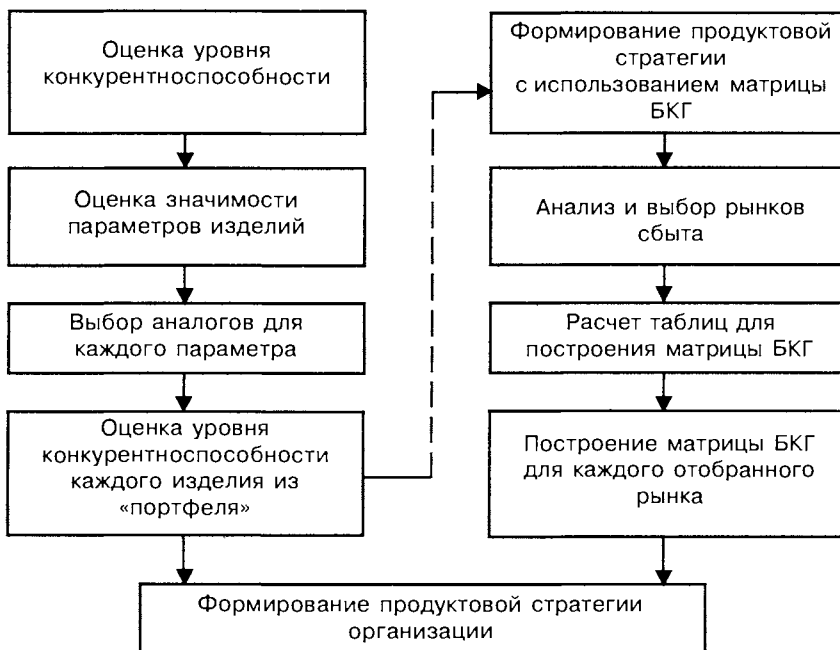 Оценка уровня
конкурентноспособности
Оценка значимости
параметров изделий
Выбор аналогов для
каждого параметра
Оценка уровня
конкурентноспособности
каждого изделия из
«портфеля»
Формирование продуктовой
стратегии
с использованием матрицы
БКГ
Анализ и выбор рынков
сбыта
Расчет таблиц для
построения матрицы БКГ
Построение матрицы БКГ
для каждого отобранного
рынка
Формирование продуктовой стратегии
организации